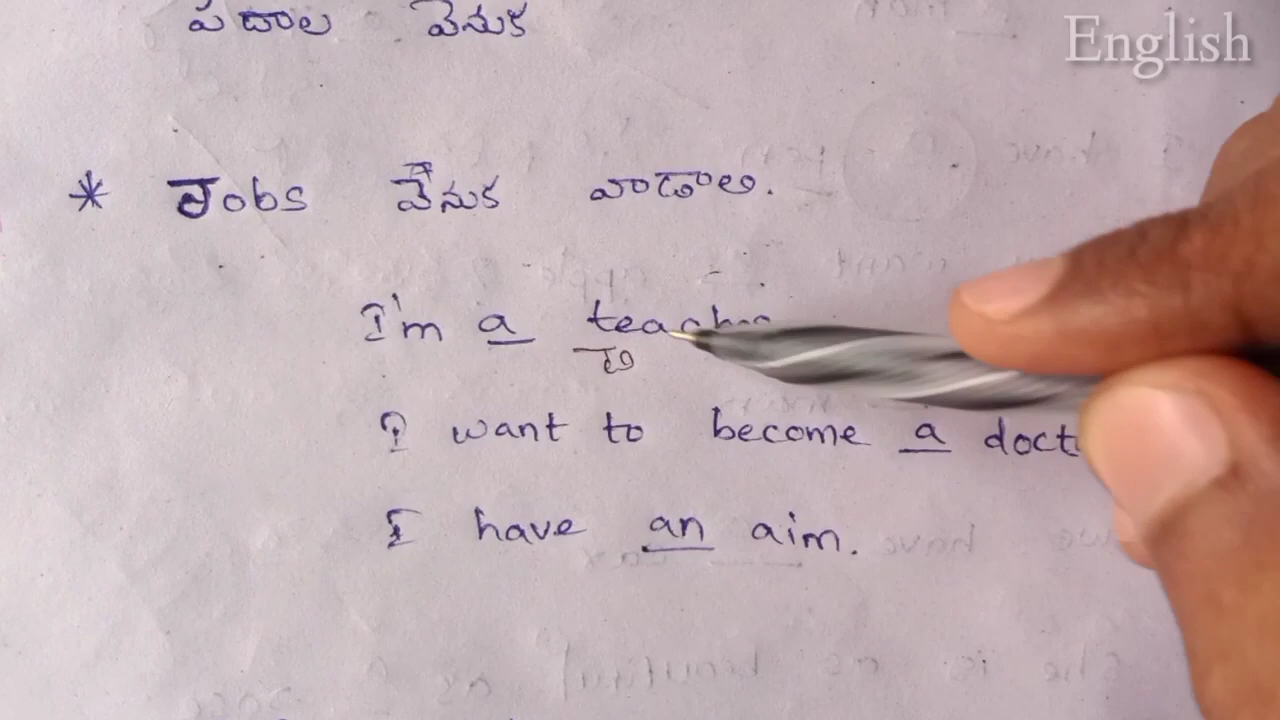 పదాల వెనుక
English
* Jobs వెనుక వాడాలి.
I'm a
I want to become a
I have an aim.